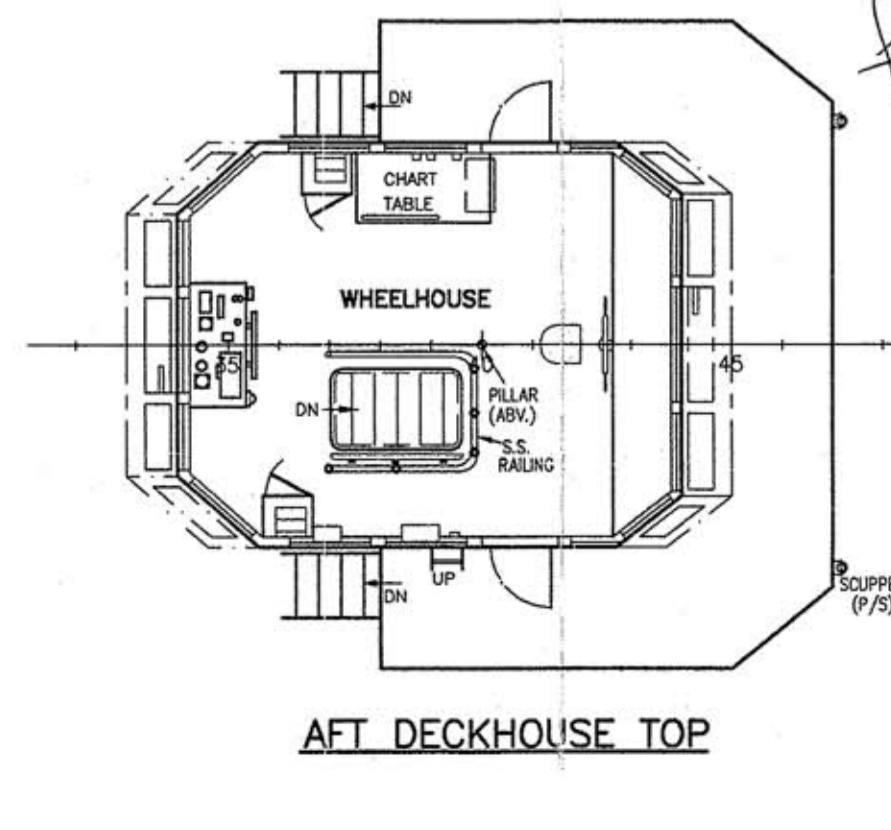 DN
CHART
TABLE
WHEELHOUSE
35
45
PILLAR
(ABV.)
DN
S.S.
RAILING
UP
DN
SCUPPE
(P/S)
AFT DECKHOUSE TOP